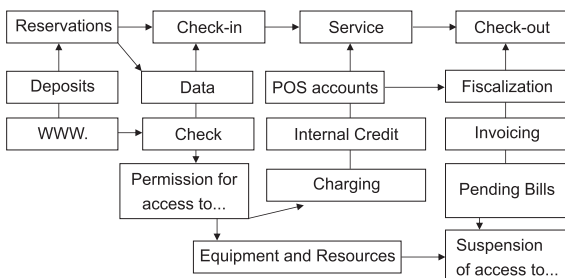 Reservations
Check-in
Service
Check-out
Deposits
Data
POS accounts
Fiscalization
WWW.
Check
Internal Credit
Invoicing
Permission for
access to...
Charging
Pending Bills
Equipment and Resources
Suspension
of access to...